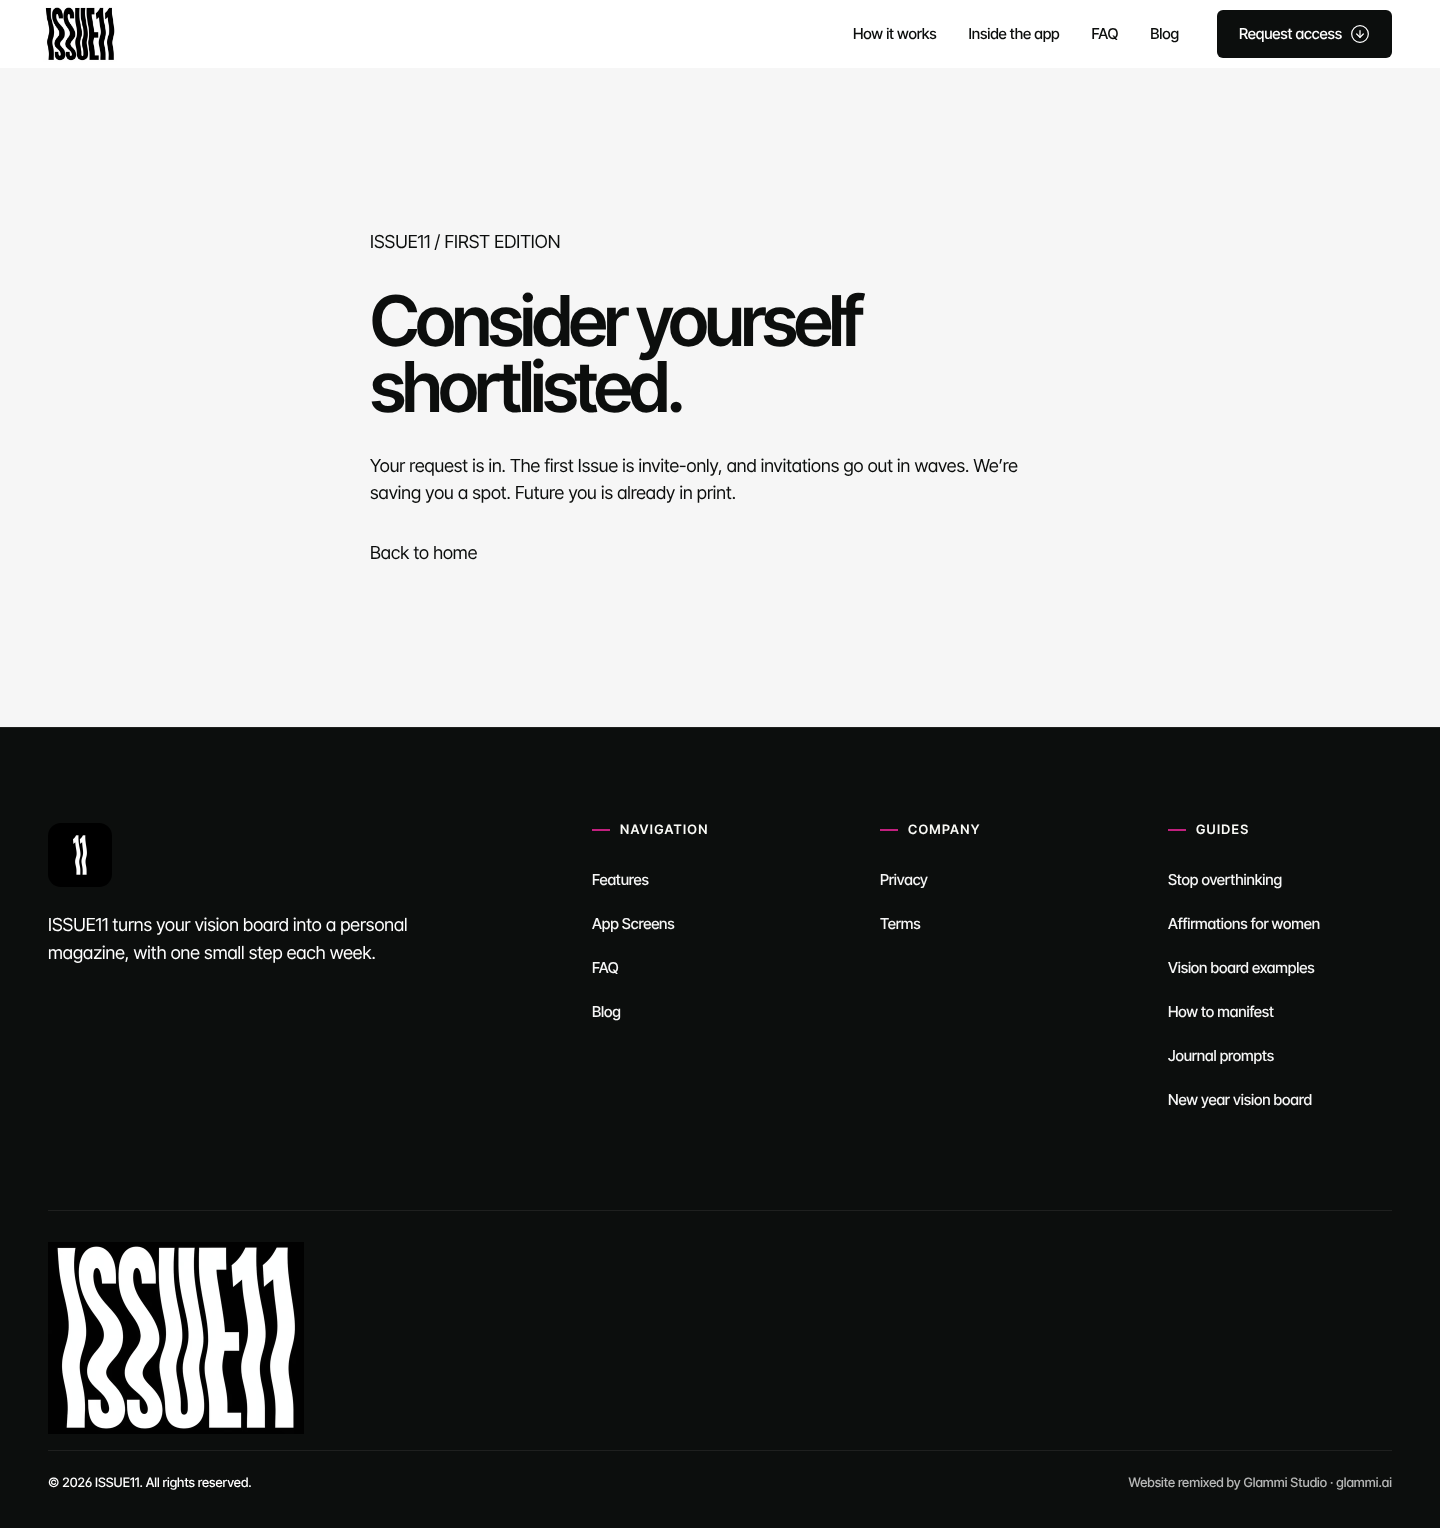 ISSUE11
How it works
Inside the app
FAQ
Blog
Request access
ISSUE11 / FIRST EDITION
Consider yourself
shortlisted.
Your request is in. The first Issue is invite-only, and invitations go out in waves. We’re
saving you a spot. Future you is already in print.
Back to home
11
ISSUE11 turns your vision board into a personal
magazine, with one small step each week.
NAVIGATION
Features
App Screens
FAQ
Blog
COMPANY
Privacy
Terms
GUIDES
Stop overthinking
Affirmations for women
Vision board examples
How to manifest
Journal prompts
New year vision board
ISSUE11
© 2026 ISSUE11. All rights reserved.
Website remixed by Glammi Studio · glammi.ai